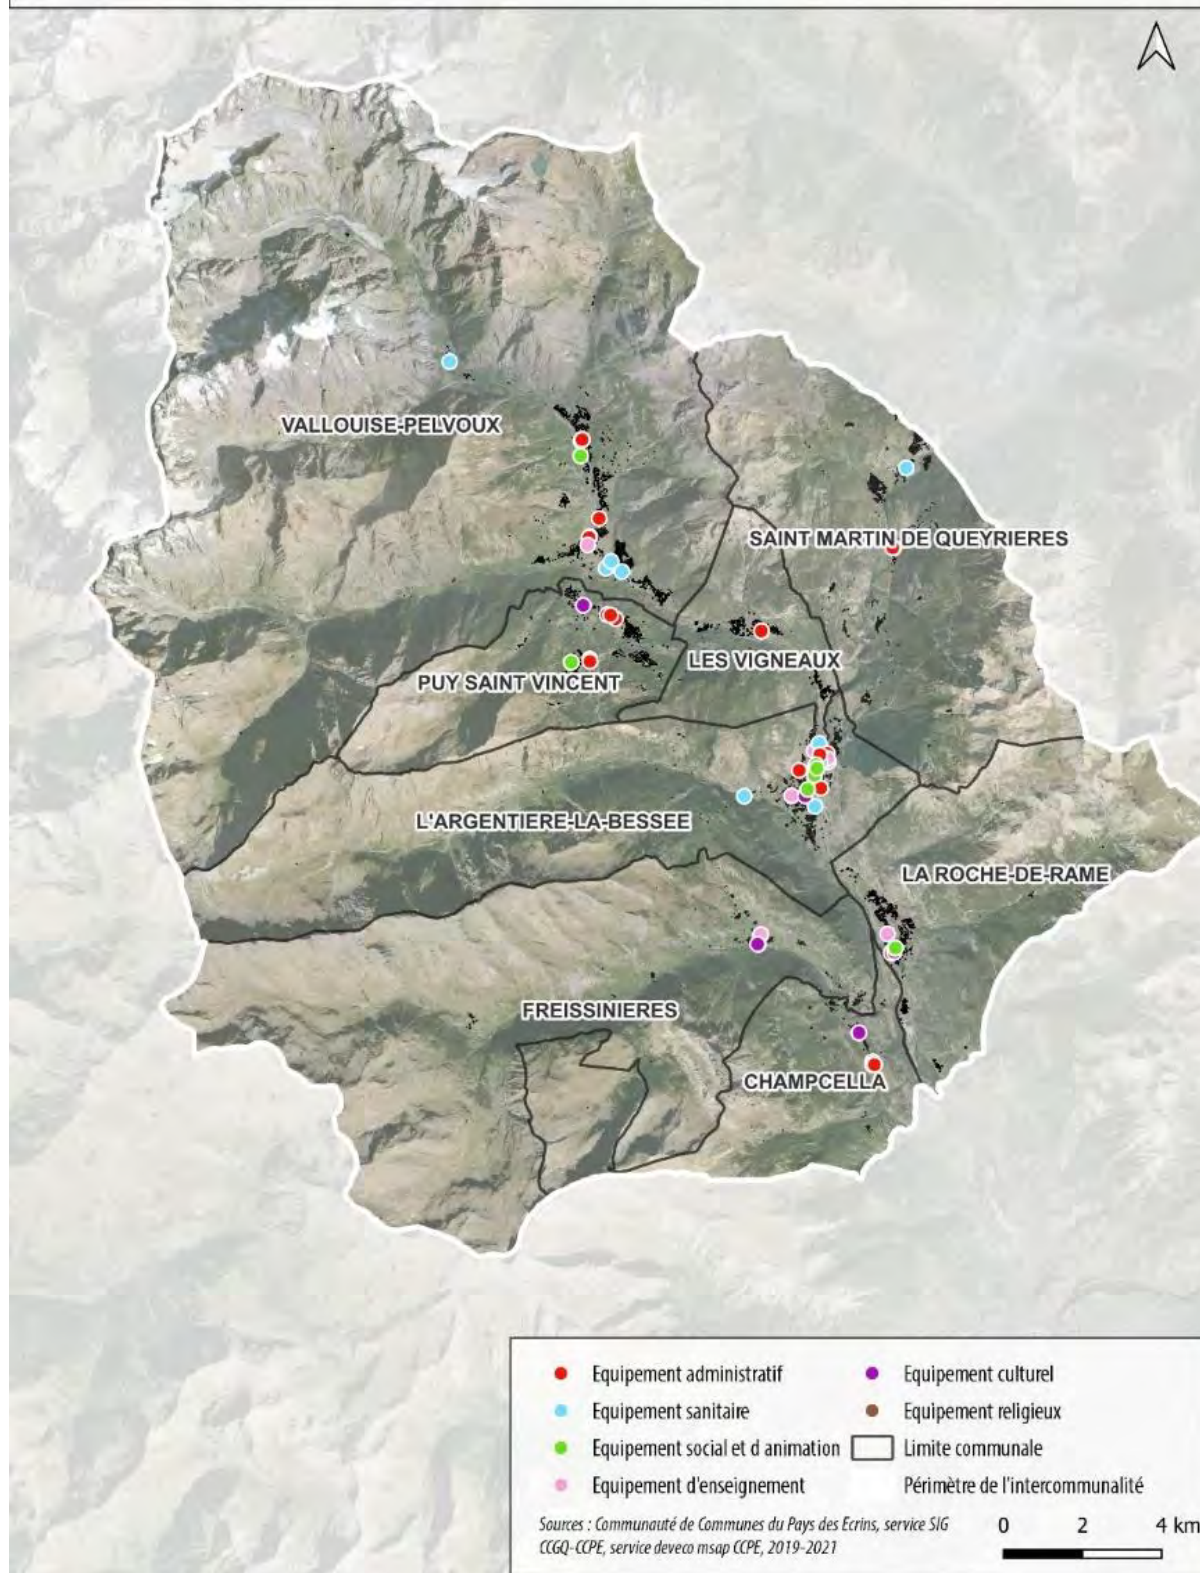 VALLOUISE-PELVOUX
SAINT MARTIN DE QUEYRIERES
LES VIGNEAUX
PUY SAINT VINCENT
L'ARGENTIERE-LA-BESSEE
LA ROCHE-DE-RAME
FREISSINIERES
CHAMPCELLA
Equipement administratif
Equipement culturel
Equipement sanitaire
Equipement religieux
Equipement social et d animation
Limite communale
Equipement d'enseignement
Périmètre de l'intercommunalité
Sources : Communauté de Communes du Pays des Ecrins, service SIG
CCGQ-CCPE, service deveco msap CCPE, 2019-2021
0 2 4 km